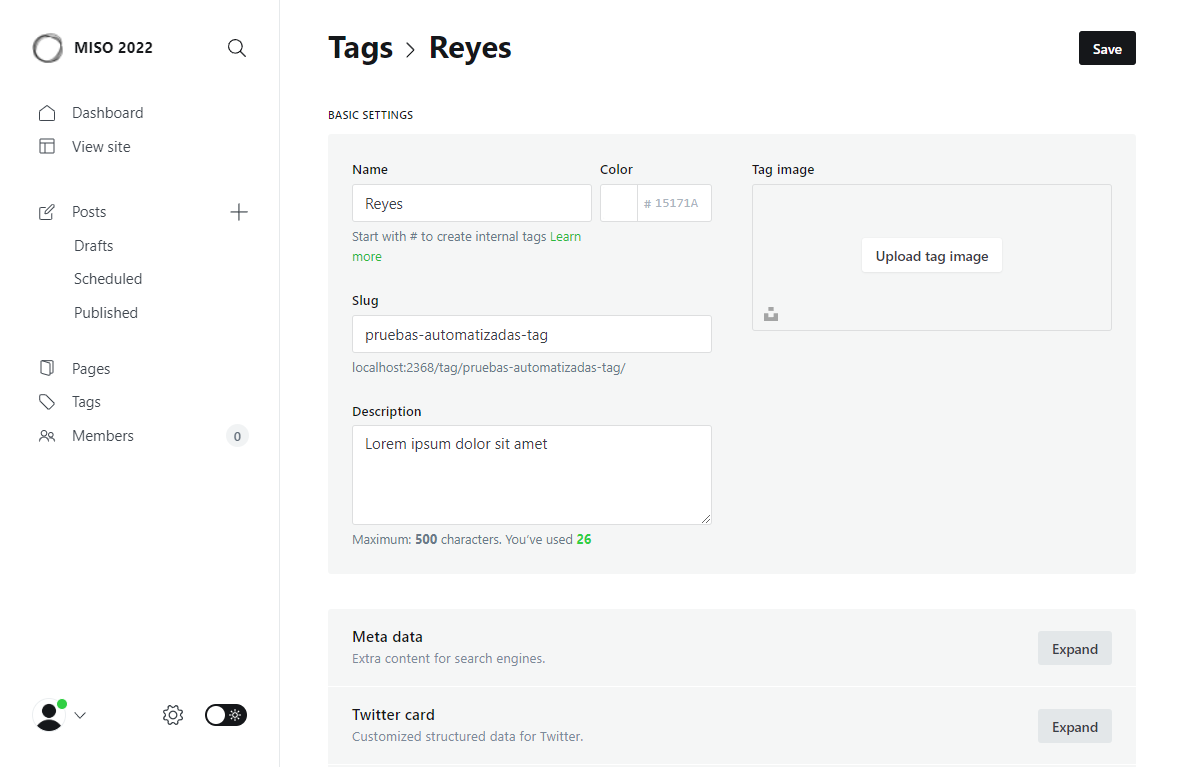 MISO 2022
Dashboard
View site
Posts
Drafts
Scheduled
Published
Pages
Tags
Members
0
Tags > Reyes
Save
BASIC SETTINGS
Name
Reyes
Start with # to create internal tags Learn
more
Color
# 15171A
Slug
pruebas-automatizadas-tag
localhost:2368/tag/pruebas-automatizadas-tag/
Description
Lorem ipsum dolor sit amet
Maximum: 500 characters. You’ve used 26
Tag image
Upload tag image
Meta data
Extra content for search engines.
Expand
Twitter card
Customized structured data for Twitter.
Expand